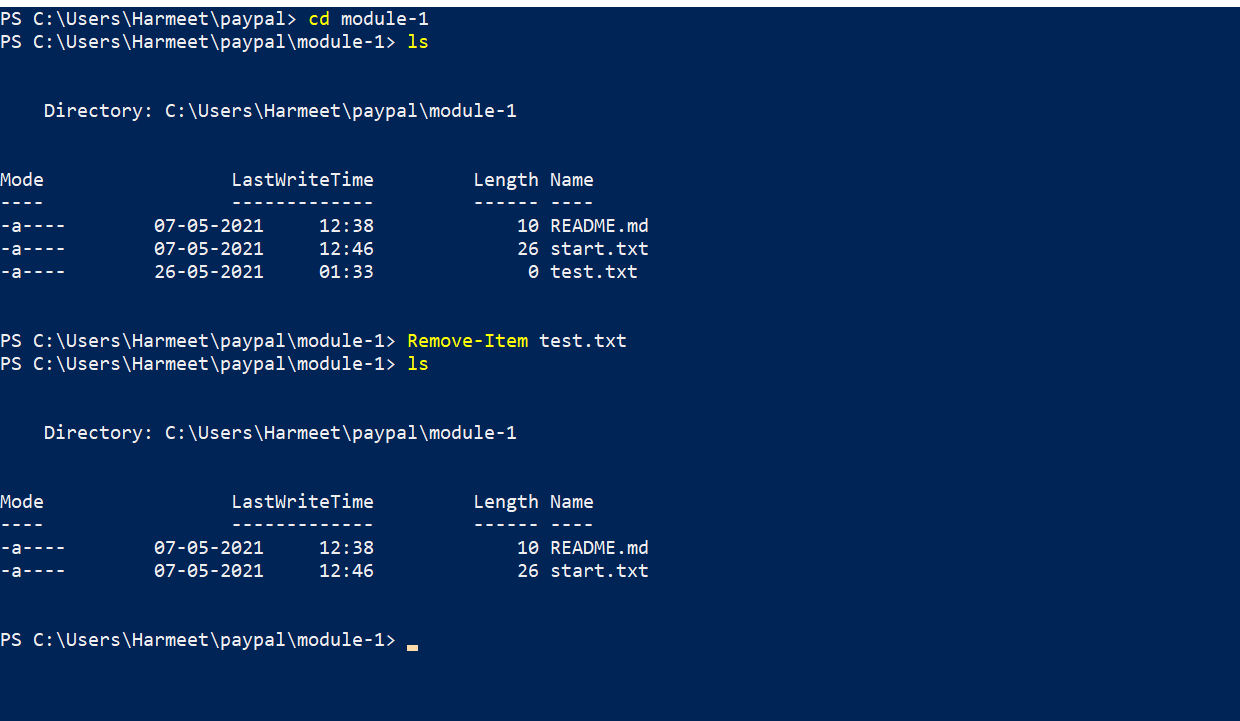 PS C:\Users\Harmeet\paypal> cd module-1
PS C:\Users\Harmeet\paypal\module-1> ls
    Directory: C:\Users\Harmeet\paypal\module-1
Mode                 LastWriteTime         Length Name
----                 -------------         ------ ----
-a----        07-05-2021     12:38             10 README.md
-a----        07-05-2021     12:46             26 start.txt
-a----        26-05-2021     01:33              0 test.txt
PS C:\Users\Harmeet\paypal\module-1> Remove-Item test.txt
PS C:\Users\Harmeet\paypal\module-1> ls
    Directory: C:\Users\Harmeet\paypal\module-1
Mode                 LastWriteTime         Length Name
----                 -------------         ------ ----
-a----        07-05-2021     12:38             10 README.md
-a----        07-05-2021     12:46             26 start.txt
PS C:\Users\Harmeet\paypal\module-1>